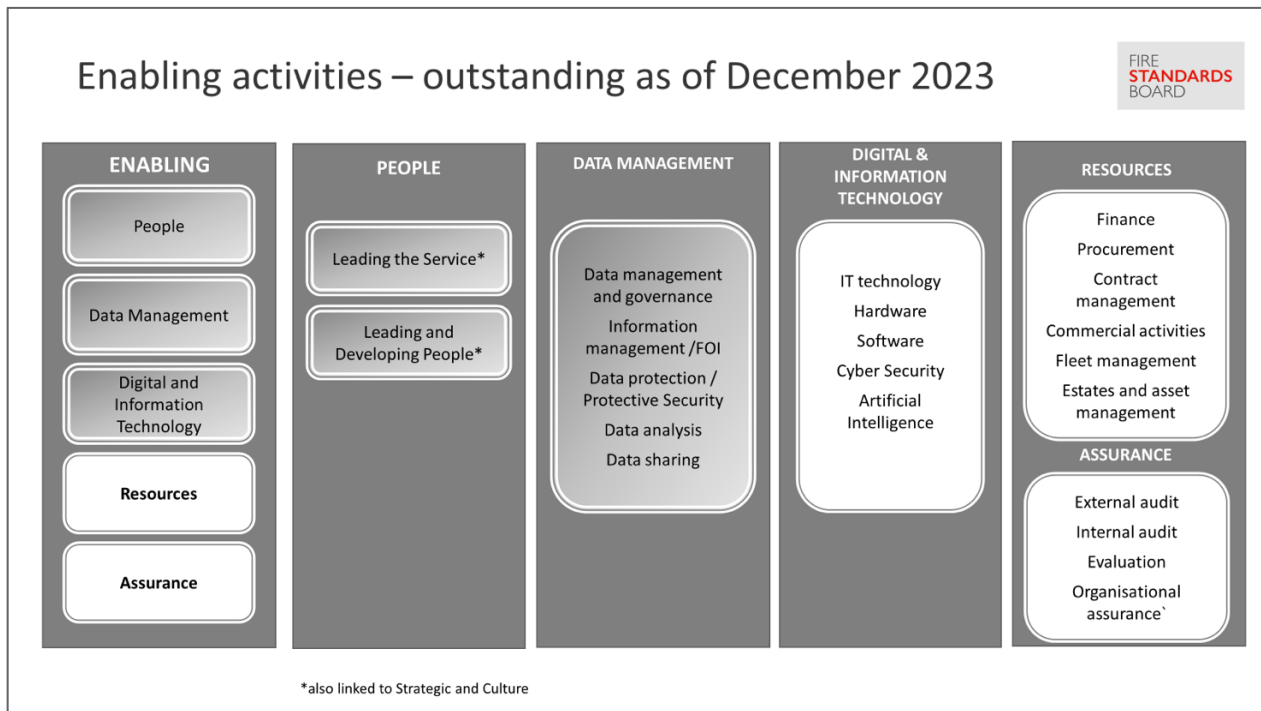 Enabling activities – outstanding as of December 2023
FIRE
STANDARDS
BOARD
ENABLING
People
Data Management
Digital and
Information
Technology
Resources
Assurance
PEOPLE
Leading the Service*
Leading and
Developing People*
DATA MANAGEMENT
Data management
and governance
Information
management /FOI
Data protection /
Protective Security
Data analysis
Data sharing
DIGITAL &
INFORMATION
TECHNOLOGY
IT technology
Hardware
Software
Cyber Security
Artificial
Intelligence
RESOURCES
Finance
Procurement
Contract
management
Commercial activities
Fleet management
Estates and asset
management
ASSURANCE
External audit
Internal audit
Evaluation
Organisational
assurance`
*also linked to Strategic and Culture